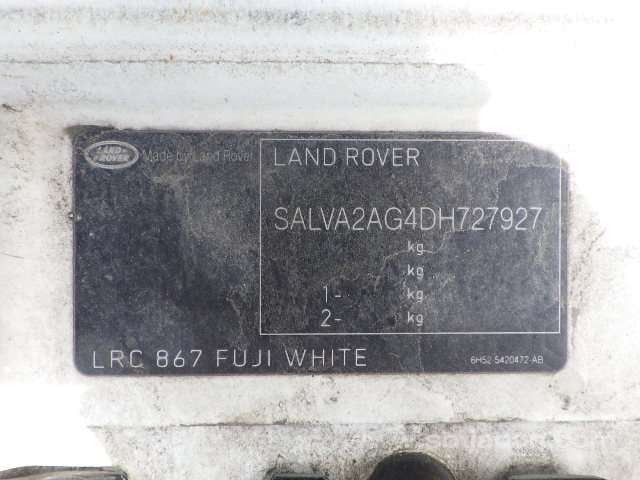 LAND ROVER
Made by Land Rover
LAND ROVER
SALVA2AG4DH727927
kg
kg
1- kg
2- kg
LRC 867 FUJI WHITE
6H52-5420472-AB